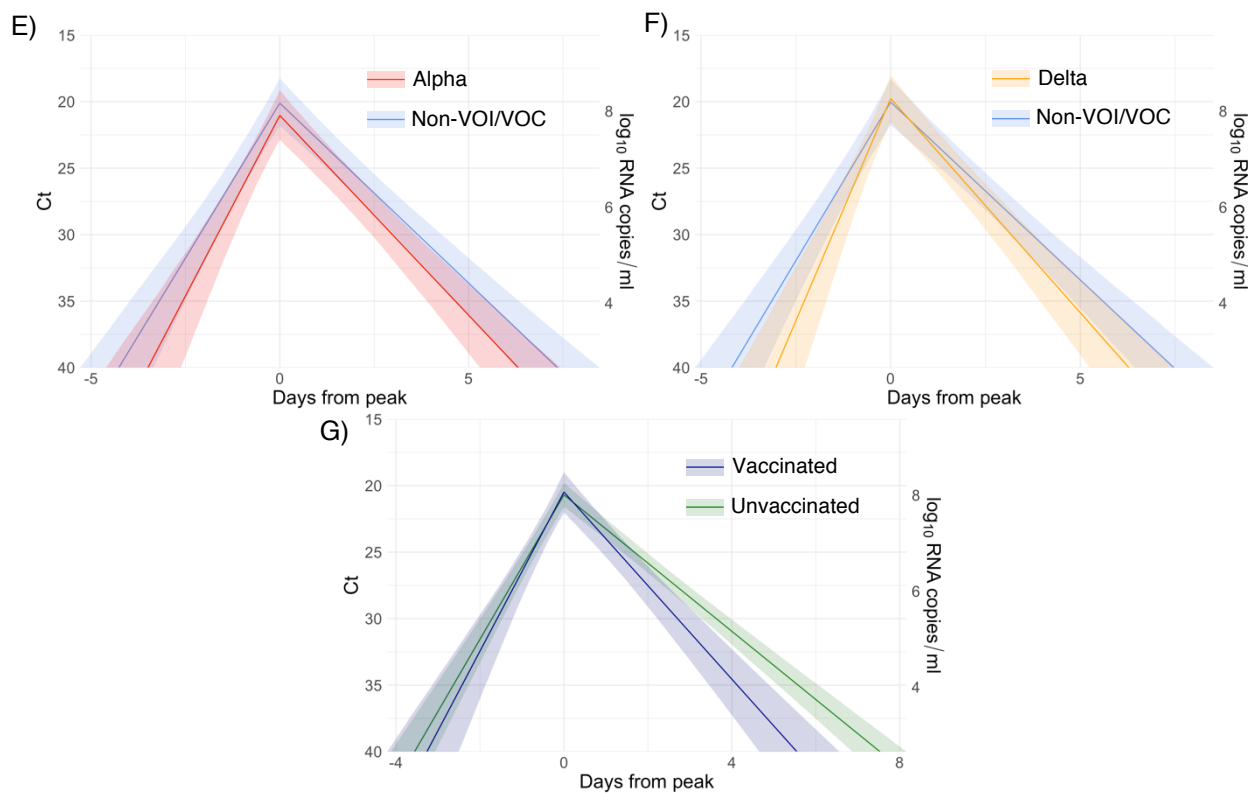 E)
15
20
25
30
35
40
Ct
-5
0
5
Days from peak
8
6
4
log10 RNA copies/ml
Alpha
Non-VOI/VOC
F)
15
20
25
30
35
40
Ct
-5
0
5
Days from peak
8
6
4
log10 RNA copies/ml
Delta
Non-VOI/VOC
G)
15
20
25
30
35
40
Ct
-4
0
4
8
Days from peak
8
6
4
log10 RNA copies/ml
Vaccinated
Unvaccinated